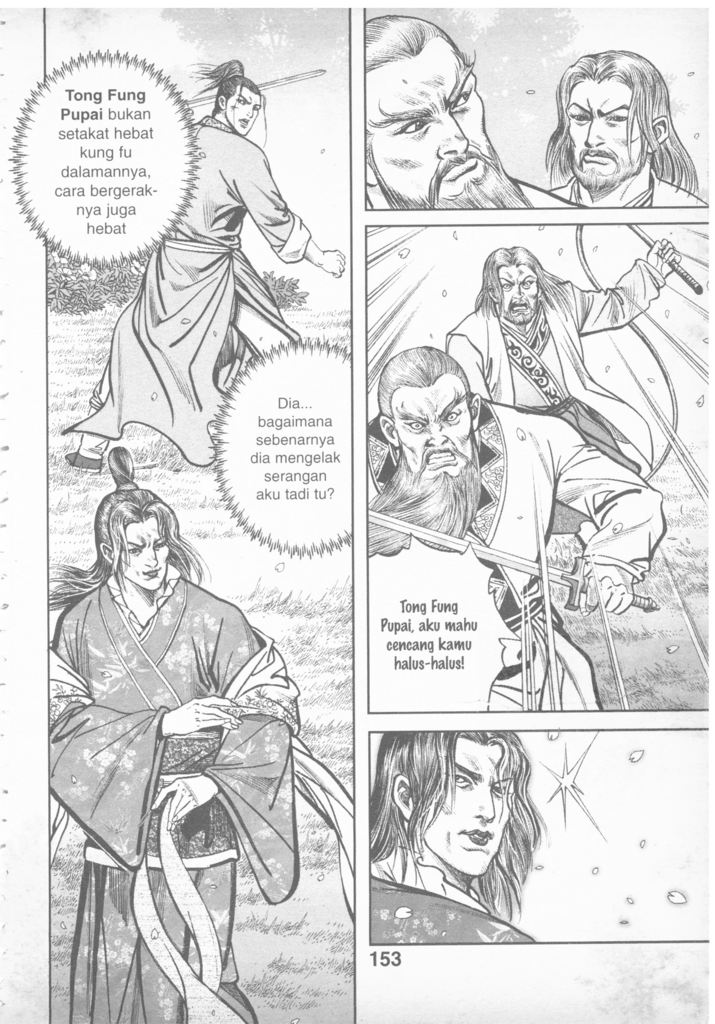 Tong Fung
Pupai bukan
setakat hebat
kung fu
dalamannya,
cara bergerak-
nya juga
hebat
Dia...
bagaimana
sebenarnya
dia mengelak
serangan
aku tadi tu?
Tong Fung
Pupai, aku mahu
cencang kamu
halus-halus!
153